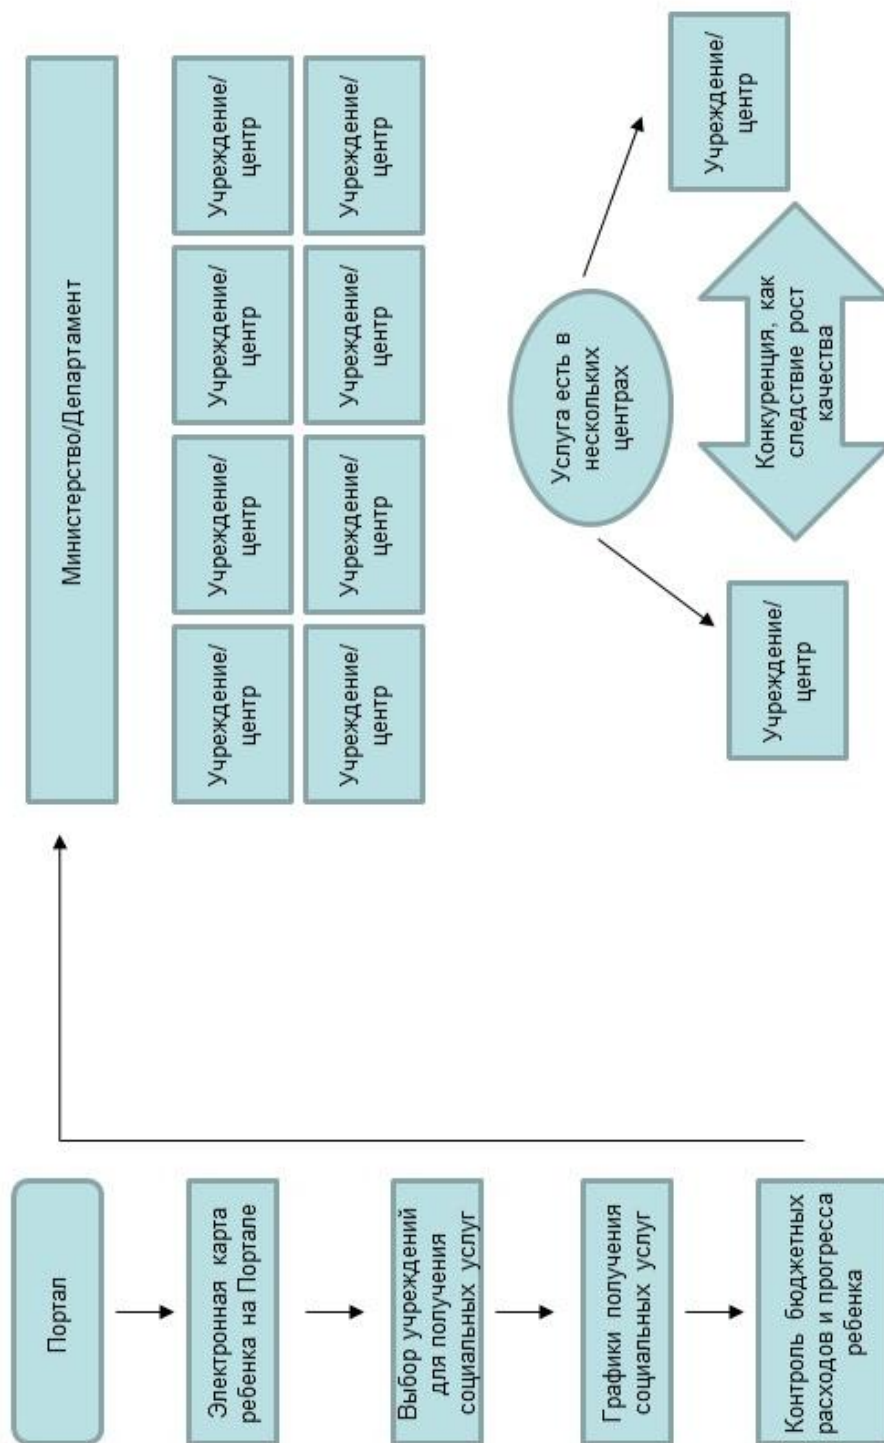 Портал
Электронная карта
ребенка на Портале
Выбор учреждений
для получения
социальных услуг
Графики получения
социальных услуг
Контроль бюджетных
расходов и прогресса
ребенка
Министерство/Департамент
Учреждение/
центр
Учреждение/
центр
Учреждение/
центр
Учреждение/
центр
Учреждение/
центр
Учреждение/
центр
Учреждение/
центр
Учреждение/
центр
Услуга есть в
нескольких
центрах
Учреждение/
центр
Конкуренция, как
следствие рост
качества
Учреждение/
центр